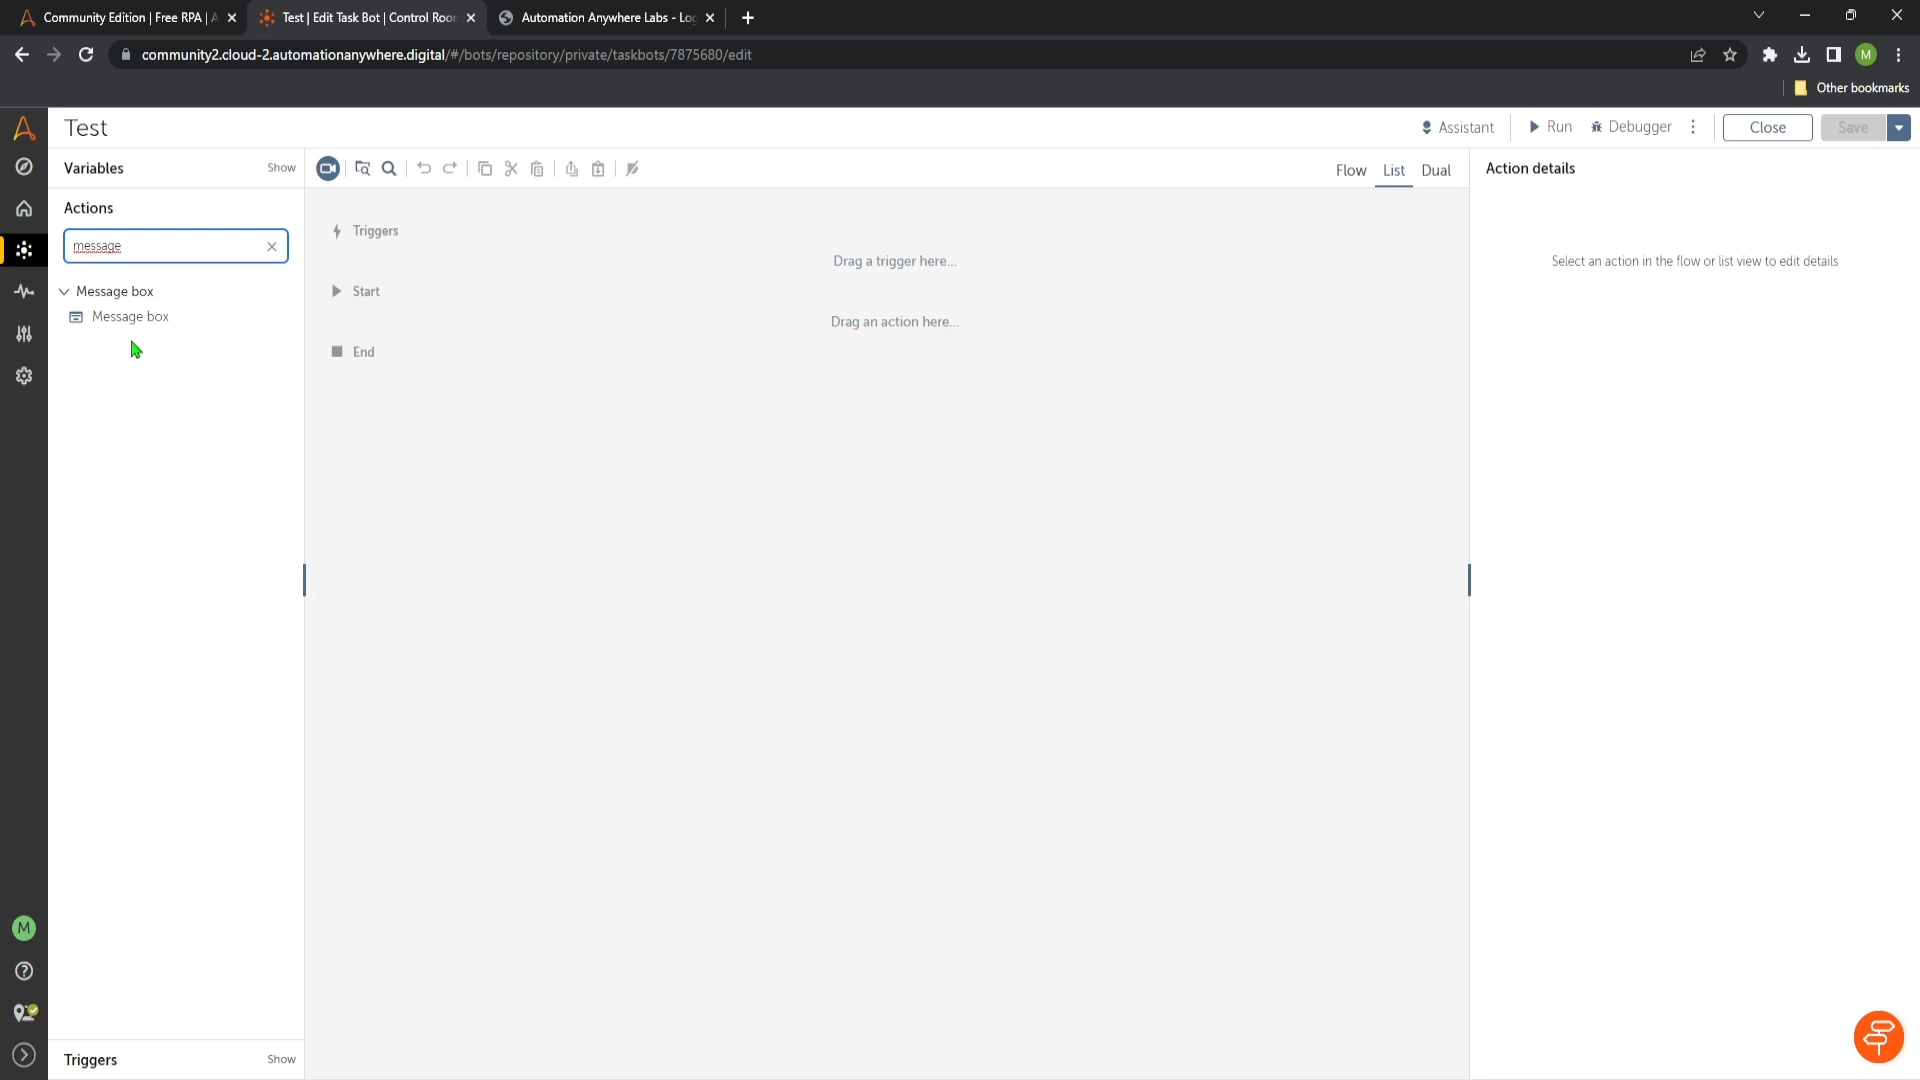 Community Edition | Free RPA | A
Test | Edit Task Bot | Control Roor
Automation Anywhere Labs - Lo
community2.cloud-2.automationanywhere.digital/#/bots/repository/private/taskbots/7875680/edit
M
Other bookmarks
Test
Assistant
Run
Debugger
Close
Save
Variables
Show
Flow
List
Dual
Action details
Actions
message
Triggers
Drag a trigger here...
Select an action in the flow or list view to edit details
Message box
Start
Message box
Drag an action here...
End
M
Triggers
Show